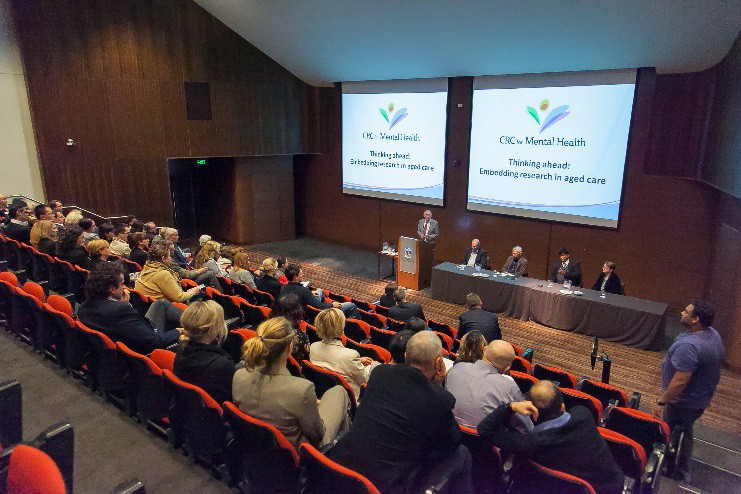 CRC for Mental Health
Thinking ahead:
Embedding research in aged care
CRC for Mental Health
Thinking ahead:
Embedding research in aged care